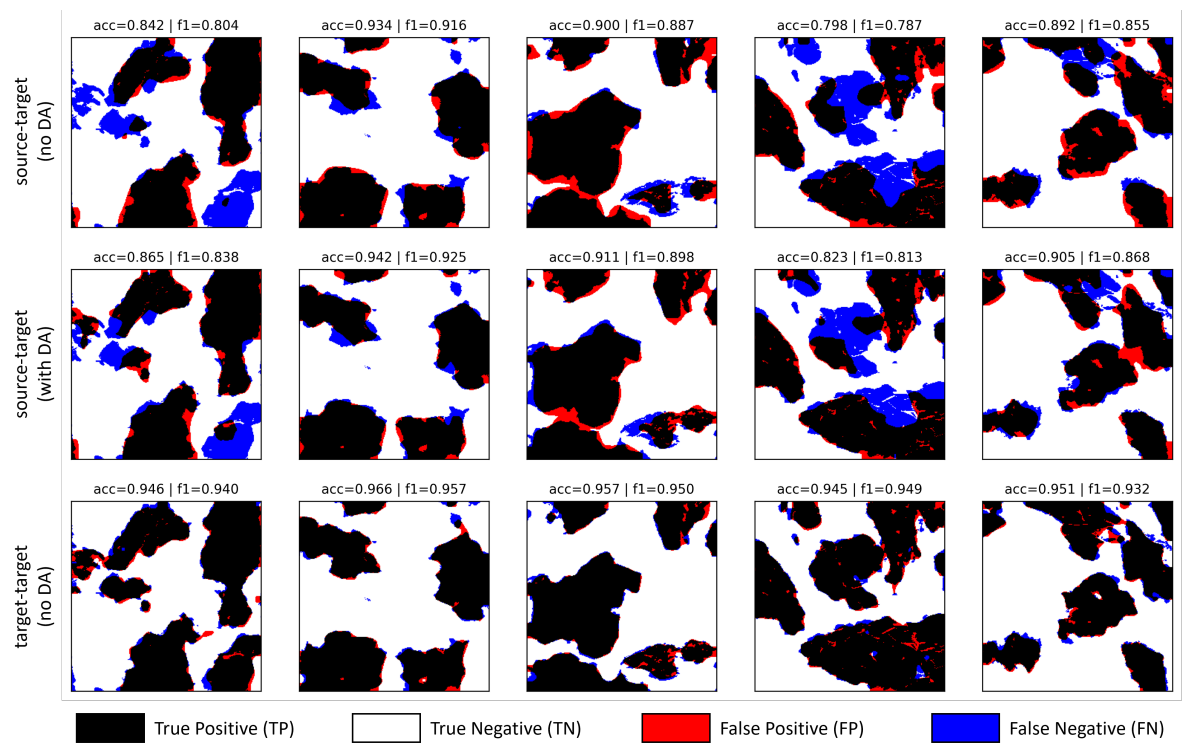 acc=0.842 | f1=0.804
acc=0.934 | f1=0.916
acc=0.900 | f1=0.887
acc=0.798 | f1=0.787
acc=0.892 | f1=0.855
source-target
(no DA)
acc=0.865 | f1=0.838
acc=0.942 | f1=0.925
acc=0.911 | f1=0.898
acc=0.823 | f1=0.813
acc=0.905 | f1=0.868
source-target
(with DA)
acc=0.946 | f1=0.940
acc=0.966 | f1=0.957
acc=0.957 | f1=0.950
acc=0.945 | f1=0.949
acc=0.951 | f1=0.932
target-target
(no DA)
True Positive (TP)
True Negative (TN)
False Positive (FP)
False Negative (FN)